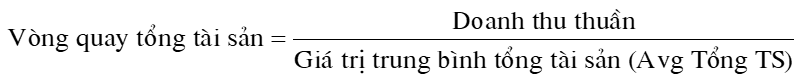 Doanh thu thuần
Vòng quay tổng tài sản =
Giá trị trung bình tổng tài sản (Avg Tổng TS)